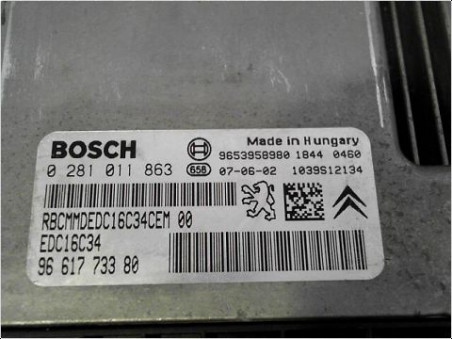 BOSCH
Made in Hungary
9653958980 1844 0460
0 281 011 863 656 07-06-02 1039S12134
RBCMMDEDC16C34CEM 00
EDC16C34
96 617 733 80